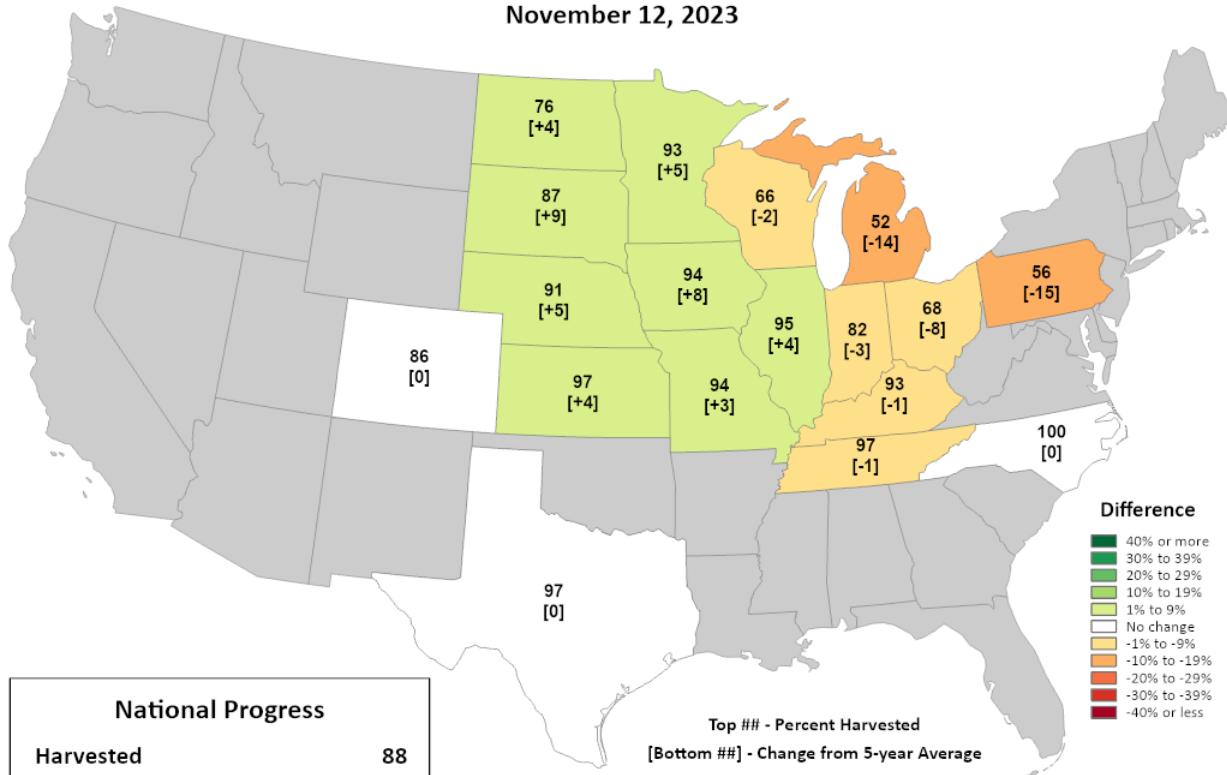 November 12, 2023
76
[+4]
93
[+5]
87
[+9]
66
[-2]
52
[-14]
91
[+5]
94
[+8]
56
[-15]
95
[+4]
82
[-3]
68
[-8]
86
[0]
97
[+4]
94
[+3]
93
[-1]
97
[-1]
100
[0]
97
[0]
Difference
40% or more
30% to 39%
20% to 29%
10% to 19%
1% to 9%
No change
-1% to -9%
-10% to -19%
-20% to -29%
-30% to -39%
-40% or less
National Progress
Harvested 88
Top ## - Percent Harvested
[Bottom ##] - Change from 5-year Average